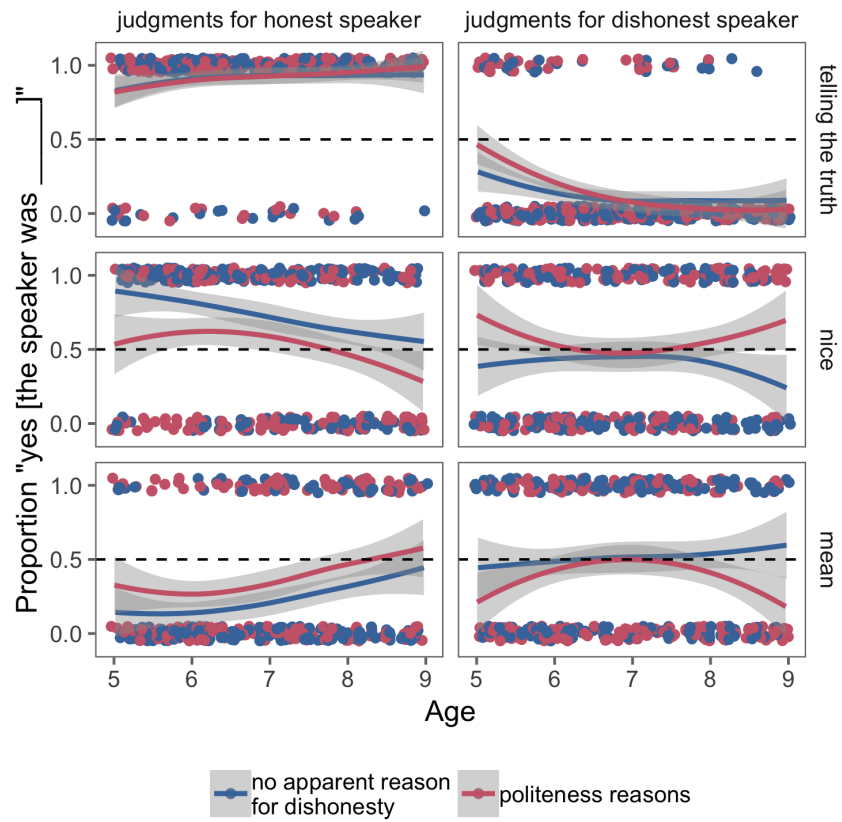 judgments for honest speaker
judgments for dishonest speaker
Proportion "yes [the speaker was _____]"
1.0
0.5
0.0
telling the truth
1.0
0.5
0.0
nice
1.0
0.5
0.0
mean
5 6 7 8 9
5 6 7 8 9
Age
no apparent reason
for dishonesty
politeness reasons